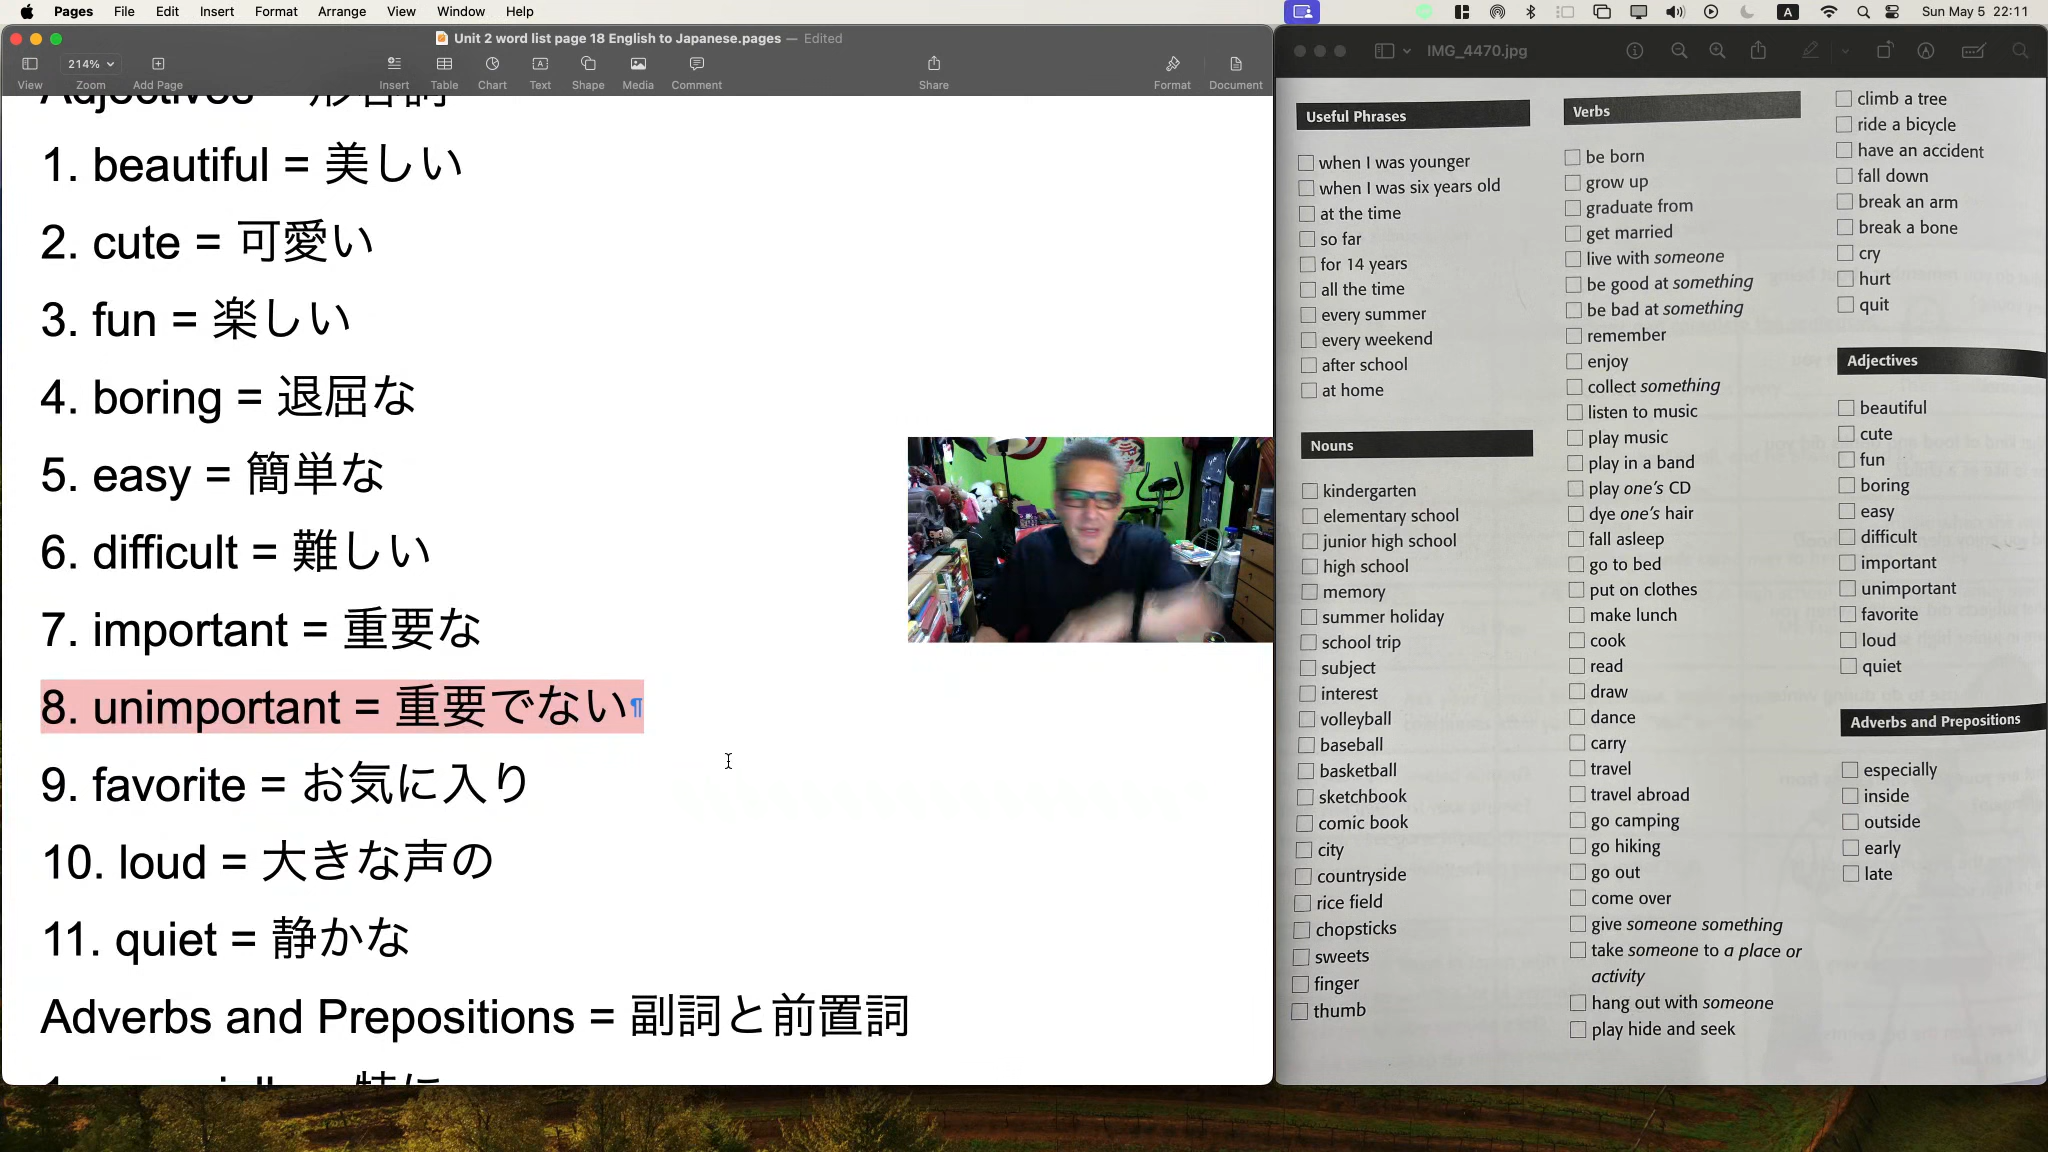 Pages File Edit Insert Format Arrange View Window Help
A Sun May 5 22:11
Unit 2 word list page 18 English to Japanese.pages — Edited
214%
View Zoom Add Page Insert Table Chart Text Shape Media Comment Share Format Document
Adjectives = 形容詞
1. beautiful = 美しい
2. cute = 可愛い
3. fun = 楽しい
4. boring = 退屈な
5. easy = 簡単な
6. difficult = 難しい
7. important = 重要な
8. unimportant = 重要でない¶
9. favorite = お気に入り
10. loud = 大きな声の
11. quiet = 静かな
Adverbs and Prepositions = 副詞と前置詞
IMG_4470.jpg
Useful Phrases
when I was younger
when I was six years old
at the time
so far
for 14 years
all the time
every summer
every weekend
after school
at home
Nouns
kindergarten
elementary school
junior high school
high school
memory
summer holiday
school trip
subject
interest
volleyball
baseball
basketball
sketchbook
comic book
city
countryside
rice field
chopsticks
sweets
finger
thumb
Verbs
be born
grow up
graduate from
get married
live with someone
be good at something
be bad at something
remember
enjoy
collect something
listen to music
play music
play in a band
play one's CD
dye one's hair
fall asleep
go to bed
put on clothes
make lunch
cook
read
draw
dance
carry
travel
travel abroad
go camping
go hiking
go out
come over
give someone something
take someone to a place or
activity
hang out with someone
play hide and seek
climb a tree
ride a bicycle
have an accident
fall down
break an arm
break a bone
cry
hurt
quit
Adjectives
beautiful
cute
fun
boring
easy
difficult
important
unimportant
favorite
loud
quiet
Adverbs and Prepositions
especially
inside
outside
early
late